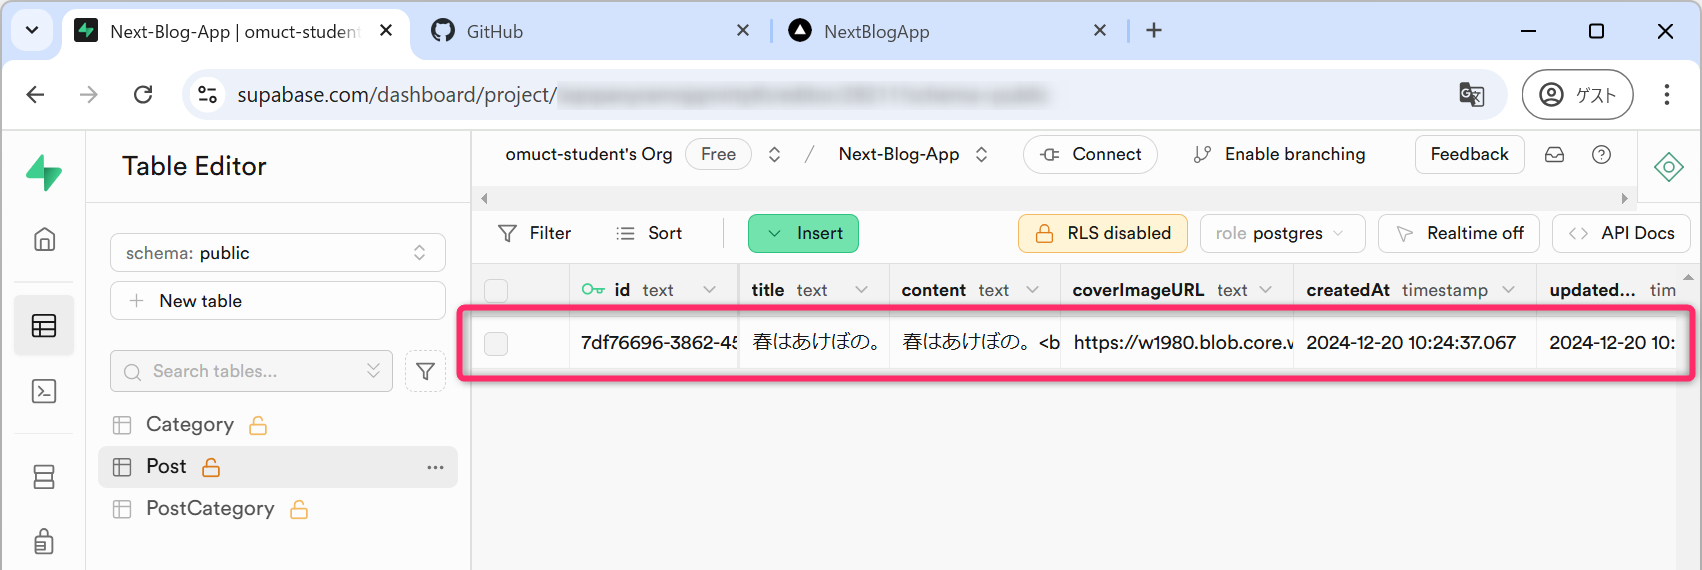 Next-Blog-App | omuct-studen
GitHub
NextBlogApp
supabase.com/dashboard/project/
ゲスト
Table Editor
omuct-student's Org Free / Next-Blog-App Connect Enable branching Feedback
schema: public
Filter Sort Insert RLS disabled role postgres Realtime off API Docs
New table
id text title text content text coverImageURL text createdAt timestamp updated... tim
7df76696-3862-45 春はあけぼの。 春はあけぼの。<b https://w1980.blob.core.w 2024-12-20 10:24:37.067 2024-12-20 10:
Search tables...
Category
Post
PostCategory